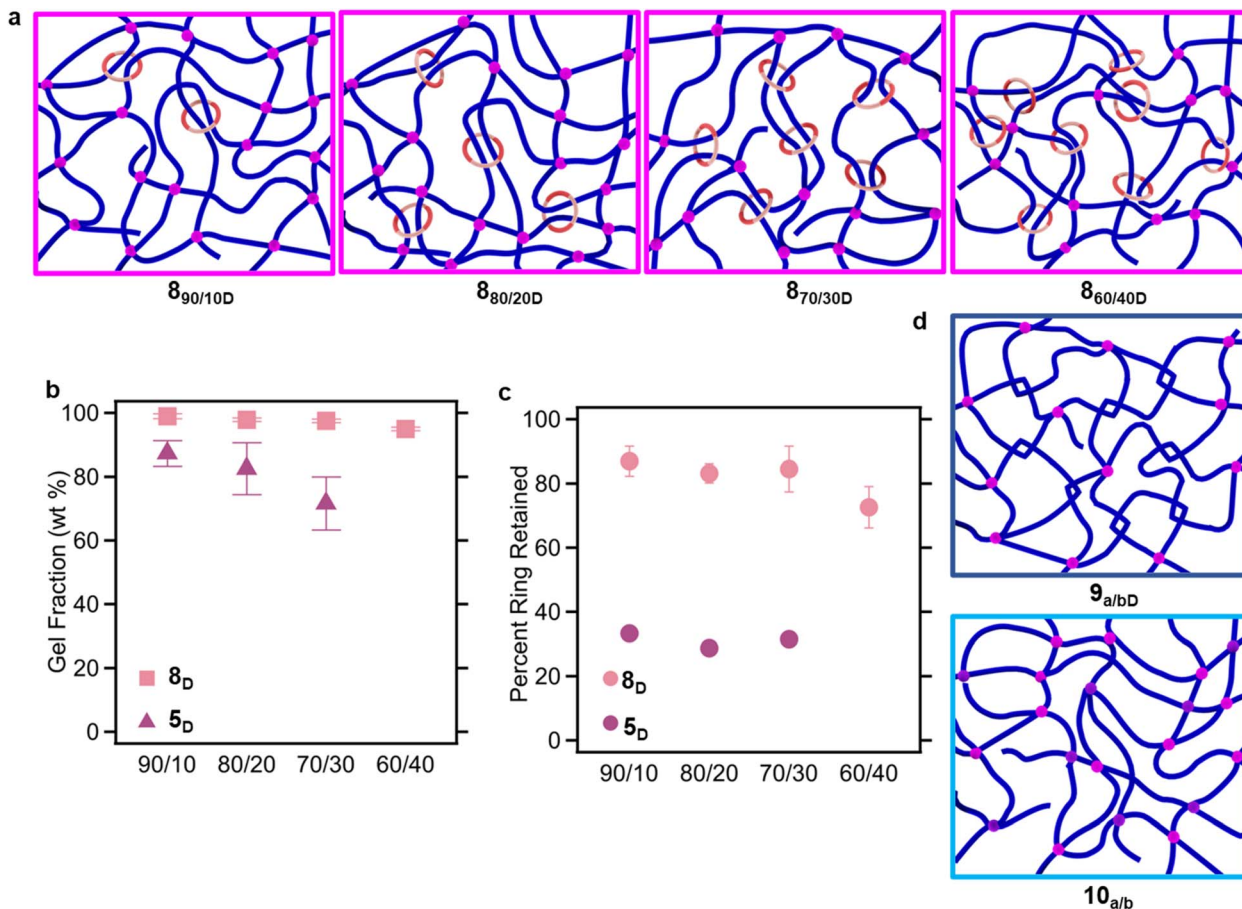 a
8₉₀/₁₀D
8₈₀/₂₀D
8₇₀/₃₀D
8₆₀/₄₀D
b
Gel Fraction (wt %)
100
80
60
40
20
0
8D
5D
90/10 80/20 70/30 60/40
c
Percent Ring Retained
100
80
60
40
20
0
8D
5D
90/10 80/20 70/30 60/40
d
9a/bD
10a/b